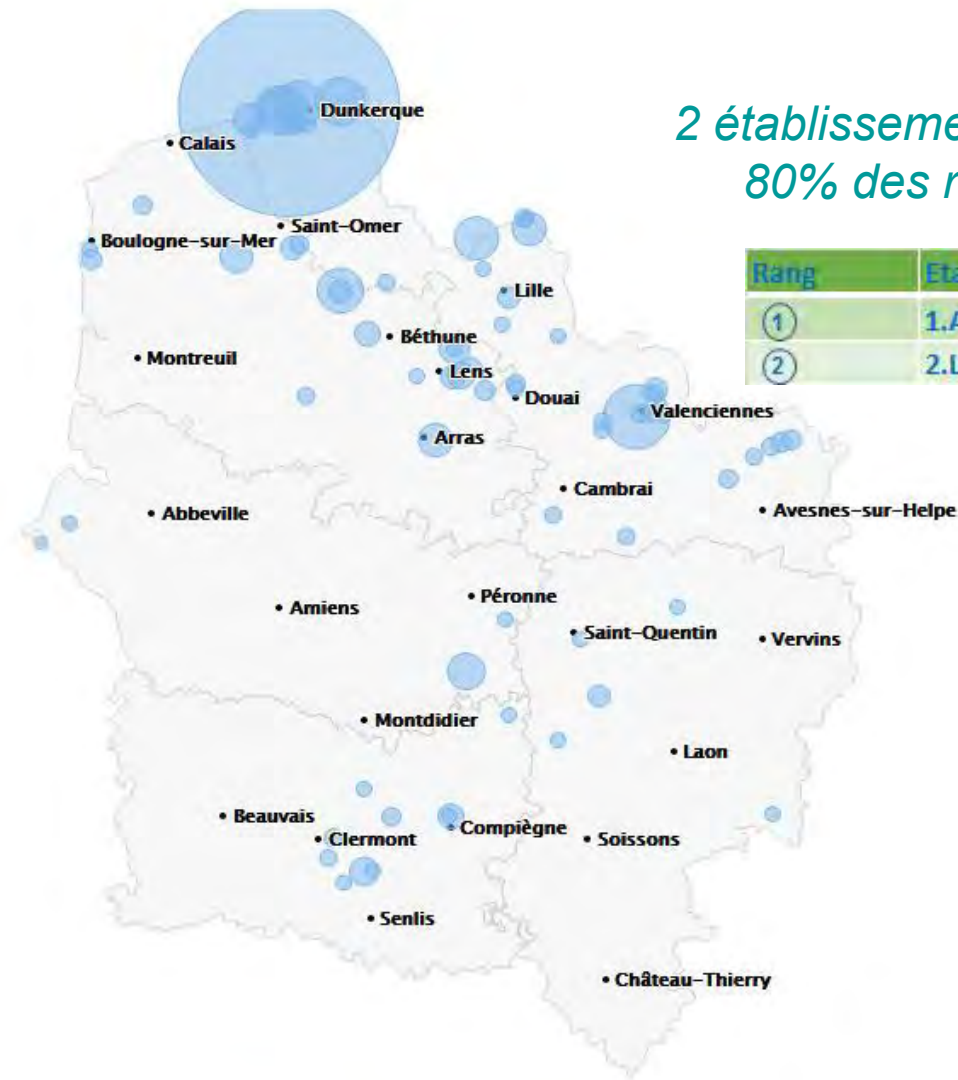 Dunkerque
Calais
2 établisseme
80% des
Saint-Omer
Boulogne-sur-Mer
Rang
Lille
1 1.
Béthune
Montreuil
Lens
2 2.L
Douai
Valenciennes
Arras
Cambrai
Abbeville
Avesnes-sur-Helpe
Péronne
Amiens
Saint-Quentin
Vervins
Montdidier
Laon
Beauvais
Compiègne
Clermont
Soissons
Senlis
Château-Thierry